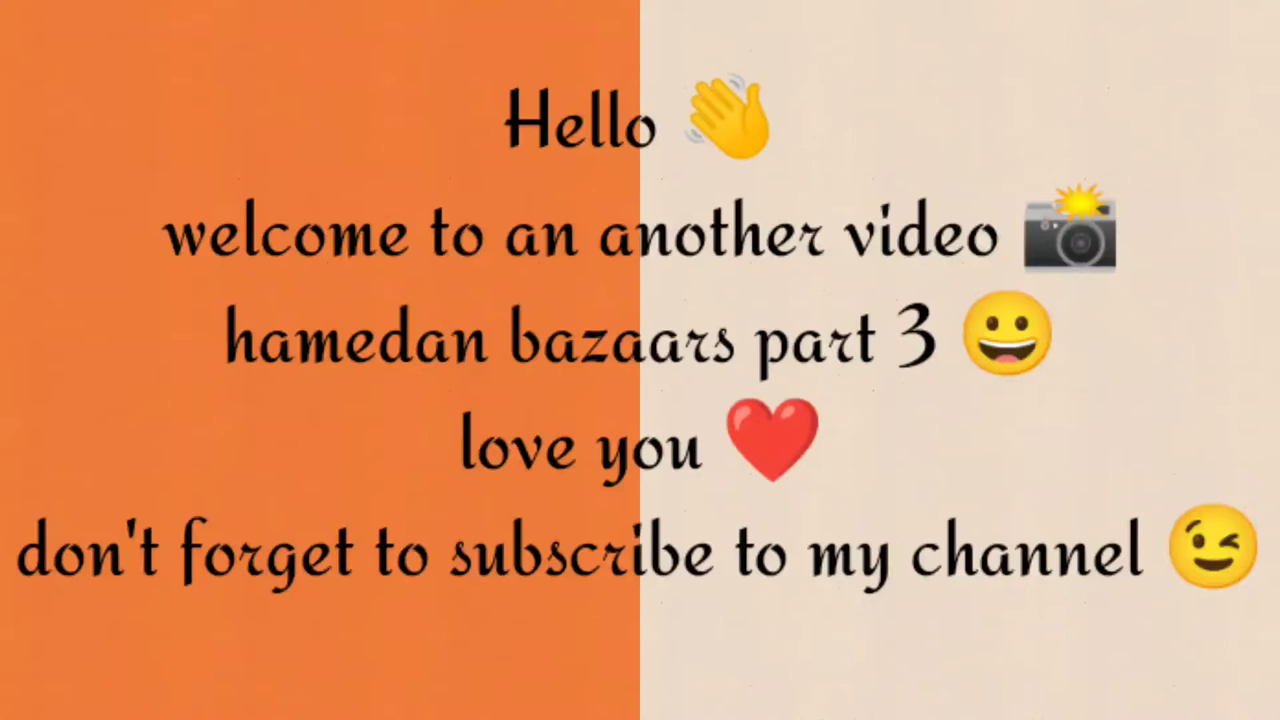 Hello 👋
welcome to an another video 📸
hamedan bazaars part 3 😀
love you ❤️
don't forget to subscribe to my channel 😉